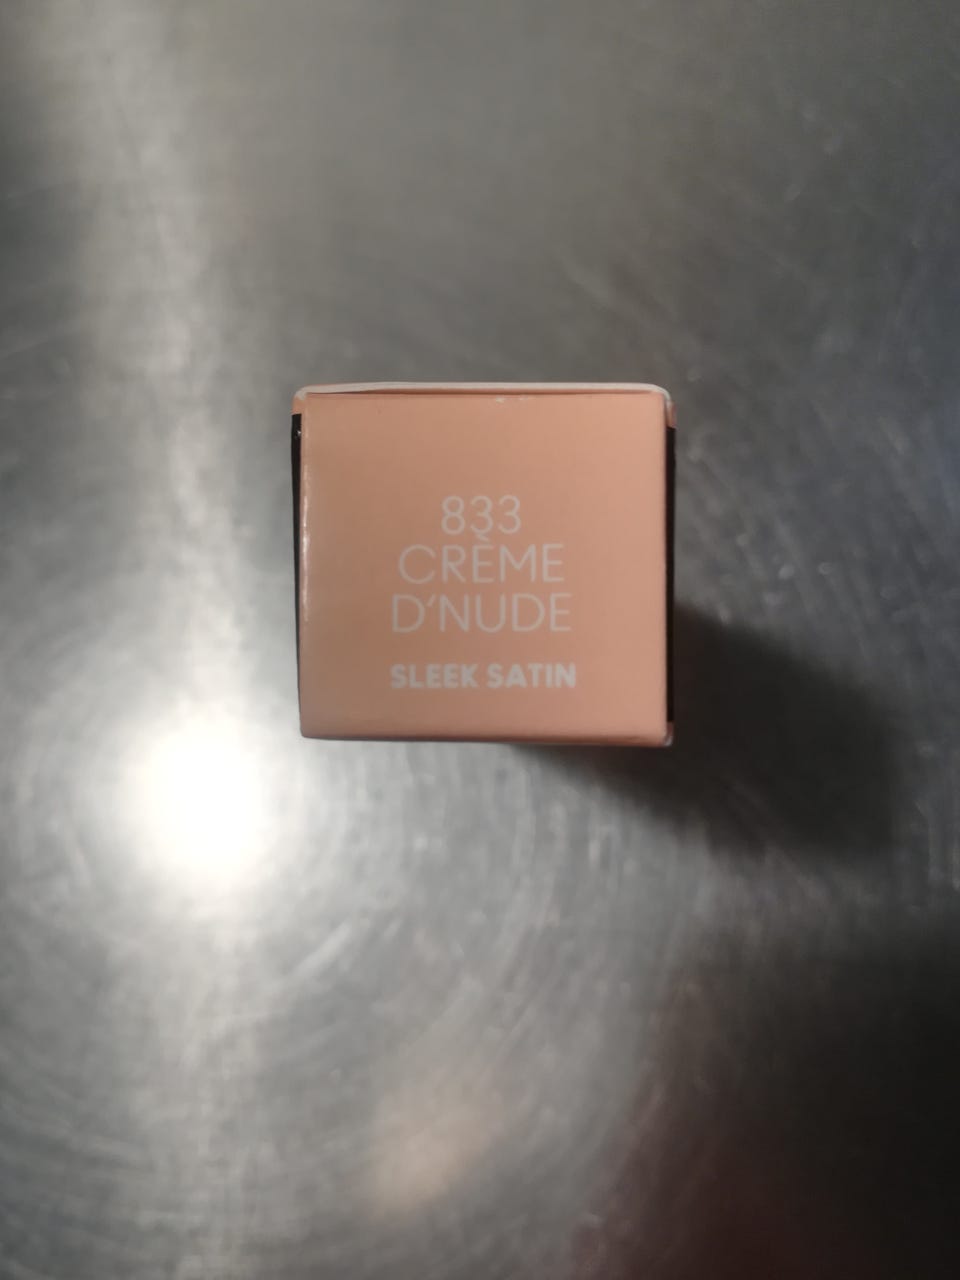 833
CRÈME
D'NUDE
SLEEK SATIN